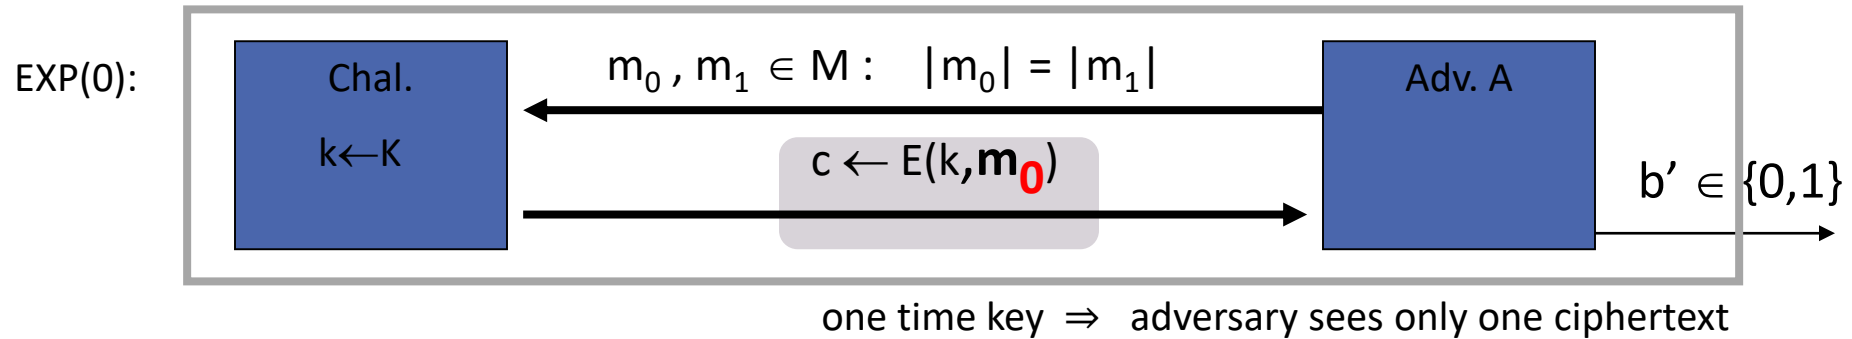 EXP(0):
Chal.
k←K
m₀ , m₁ ∈ M : |m₀| = |m₁|
c ← E(k,m₀)
Adv. A
b’ ∈ {0,1}
one time key ⇒ adversary sees only one ciphertext